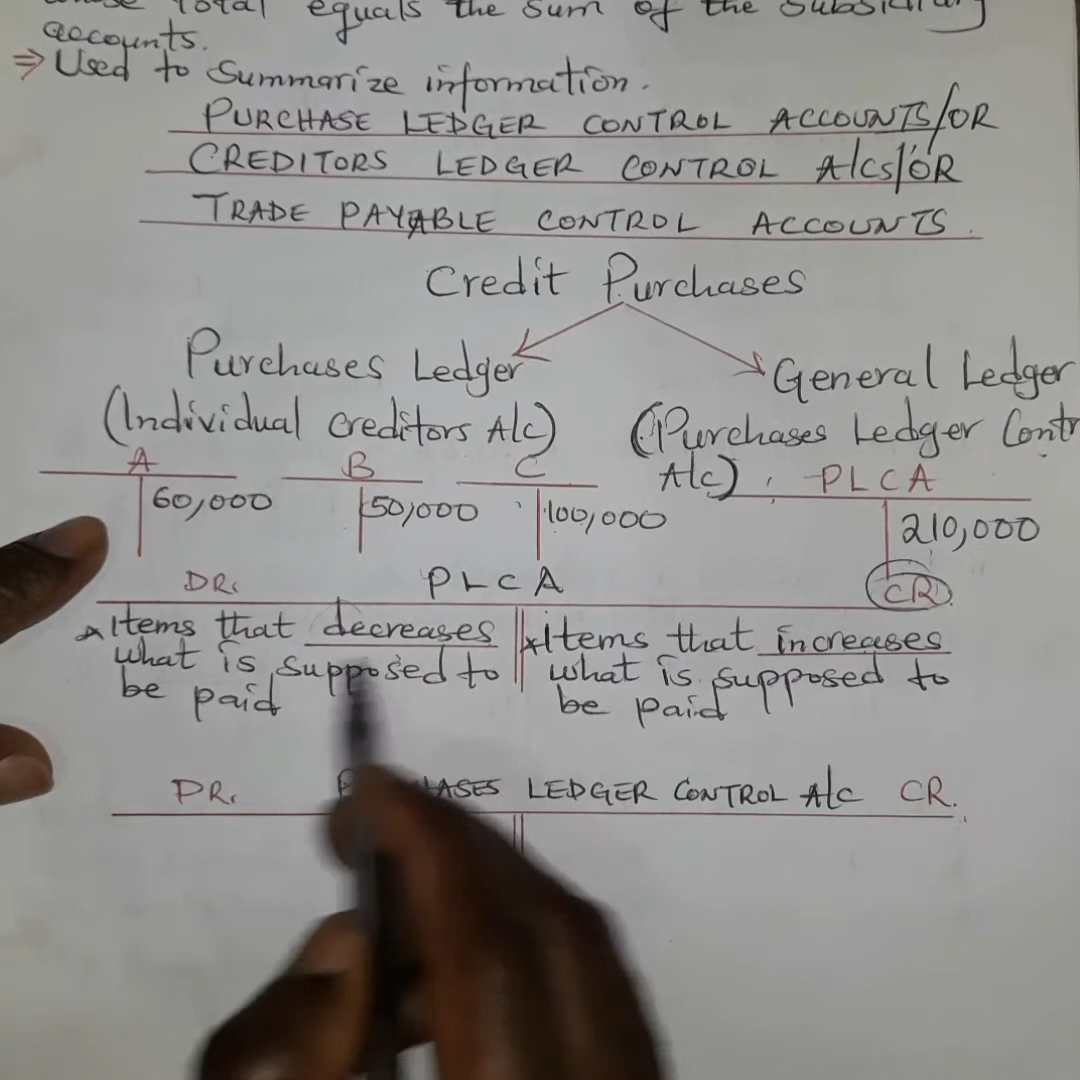 total equals the sum of the subsidiary
accounts.
⇒ Used to Summarize information.
PURCHASE LEDGER CONTROL ACCOUNTS/OR
CREDITORS LEDGER CONTROL A/Cs/OR
TRADE PAYABLE CONTROL ACCOUNTS.
Credit Purchases
Purchases Ledger
General Ledger
(Individual Creditors A/C)
(Purchases Ledger Contr
A/C).
A
B
C
PLCA
60,000
50,000
100,000
210,000
DR.
PLCA
CR.
*Items that decreases
what is supposed to
be paid
*Items that increases
what is supposed to
be paid
DR.
LEDGER CONTROL A/C CR.